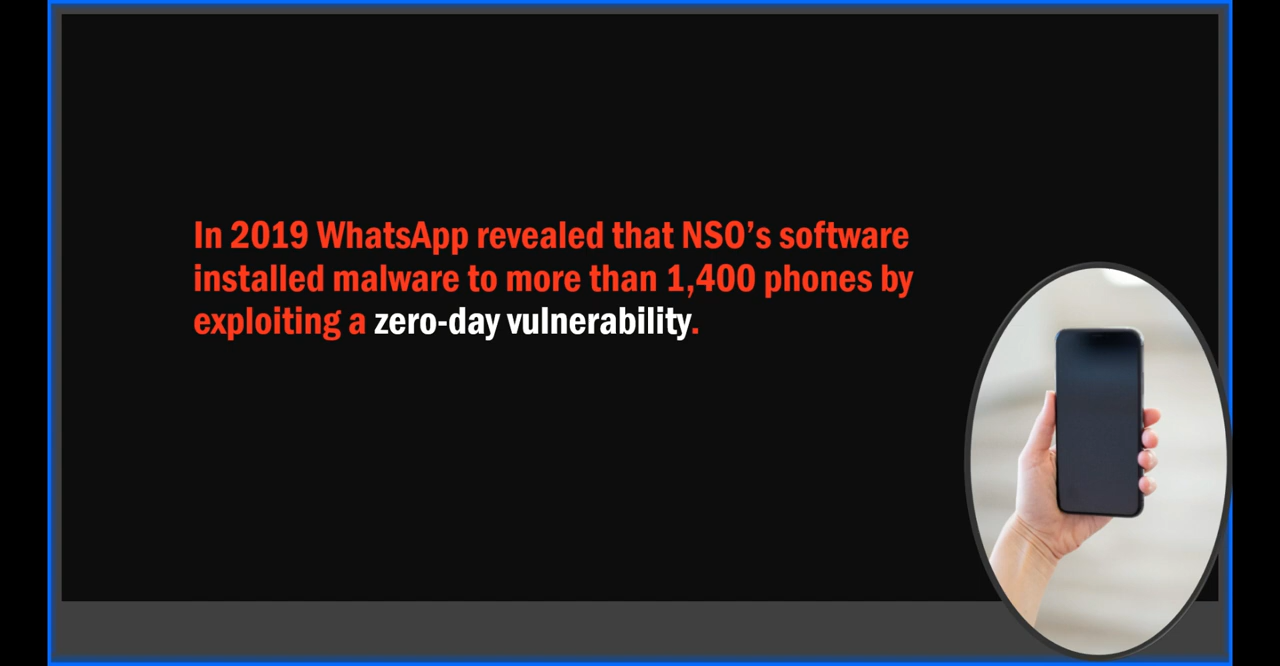 In 2019 WhatsApp revealed that NSO’s software
installed malware to more than 1,400 phones by
exploiting a zero-day vulnerability.